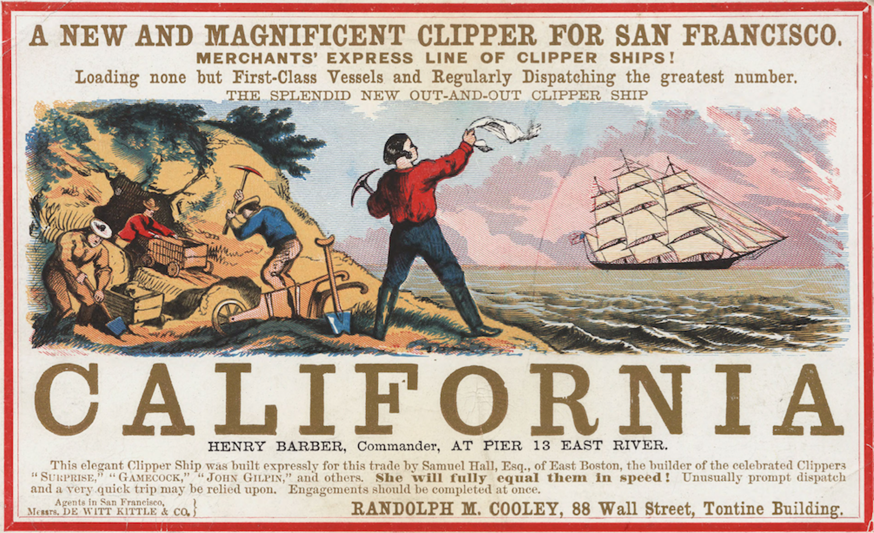 A NEW AND MAGNIFICENT CLIPPER FOR SAN FRANCISCO.
MERCHANTS' EXPRESS LINE OF CLIPPER SHIPS!
Loading none but First-Class Vessels and Regularly Dispatching the greatest number.
THE SPLENDID NEW OUT-AND-OUT CLIPPER SHIP
CALIFORNIA
HENRY BARBER, Commander, AT PIER 13 EAST RIVER.
This elegant Clipper Ship was built expressly for this trade by Samuel Hall, Esq., of East Boston, the builder of the celebrated Clippers
"SURPRISE," "GAMECOCK," "JOHN GILPIN," and others. She will fully equal them in speed! Unusually prompt dispatch
and a very quick trip may be relied upon. Engagements should be completed at once.
Agents in San Francisco,
Messrs. DE WITT KITTLE & CO.}
RANDOLPH M. COOLEY, 88 Wall Street, Tontine Building.